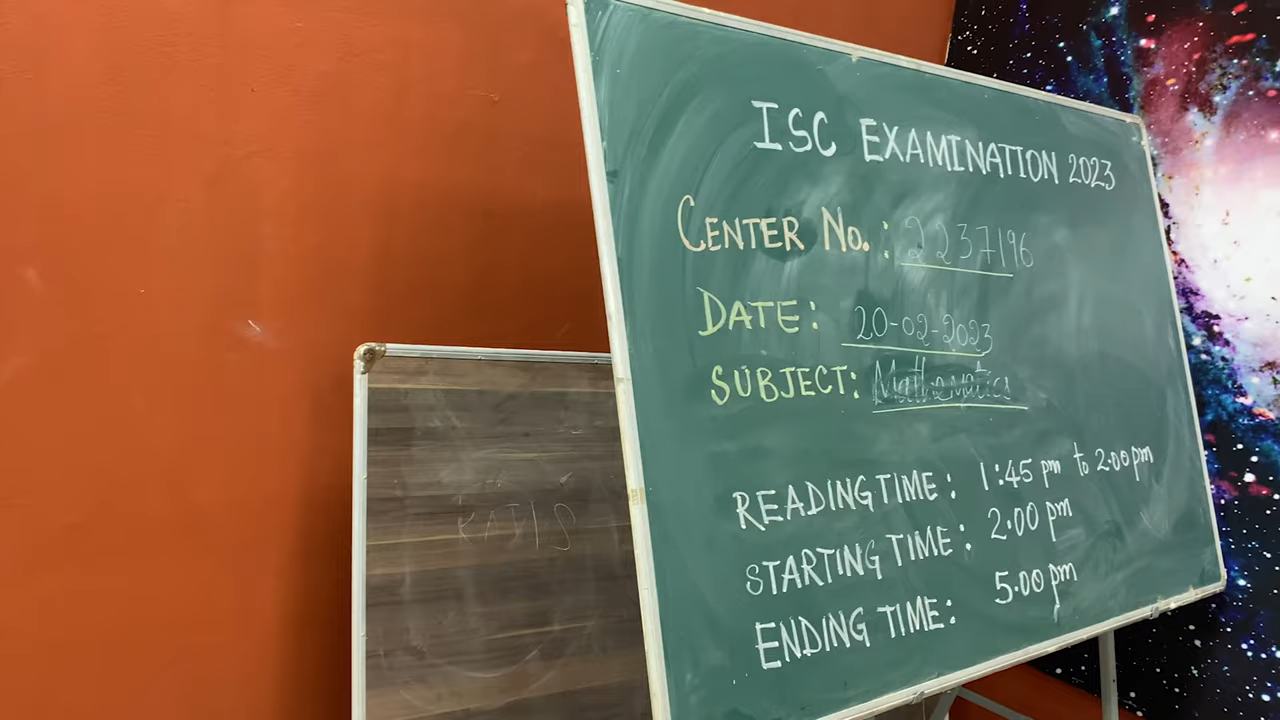 ISC EXAMINATION 2023
CENTER No. : 2237196
DATE : 20-02-2023
SUBJECT: Mathematics
READING TIME : 1:45 pm to 2.00 pm
STARTING TIME : 2.00 pm
ENDING TIME: 5.00 pm